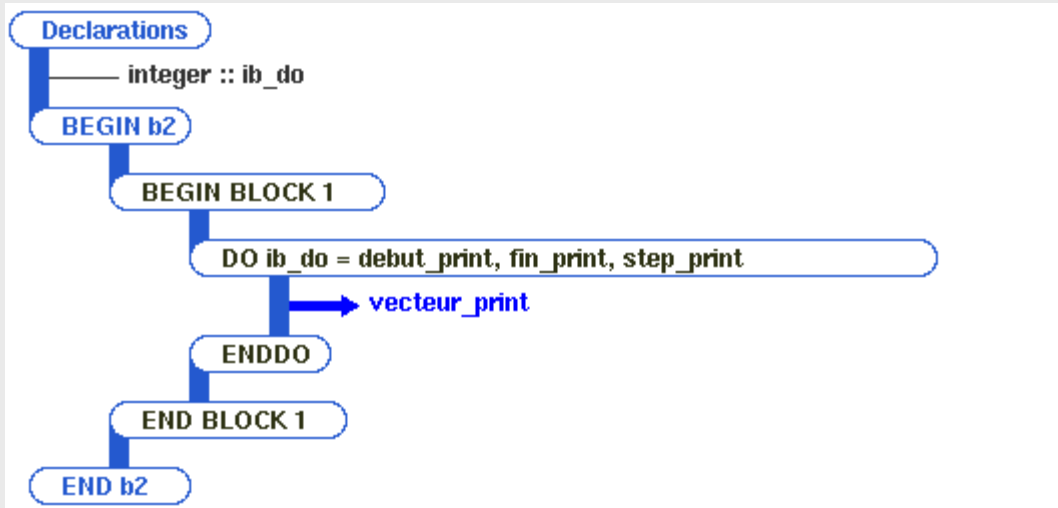 Declarations
integer :: ib_do
BEGIN b2
BEGIN BLOCK 1
DO ib_do = debut_print, fin_print, step_print
vecteur_print
ENDDO
END BLOCK 1
END b2